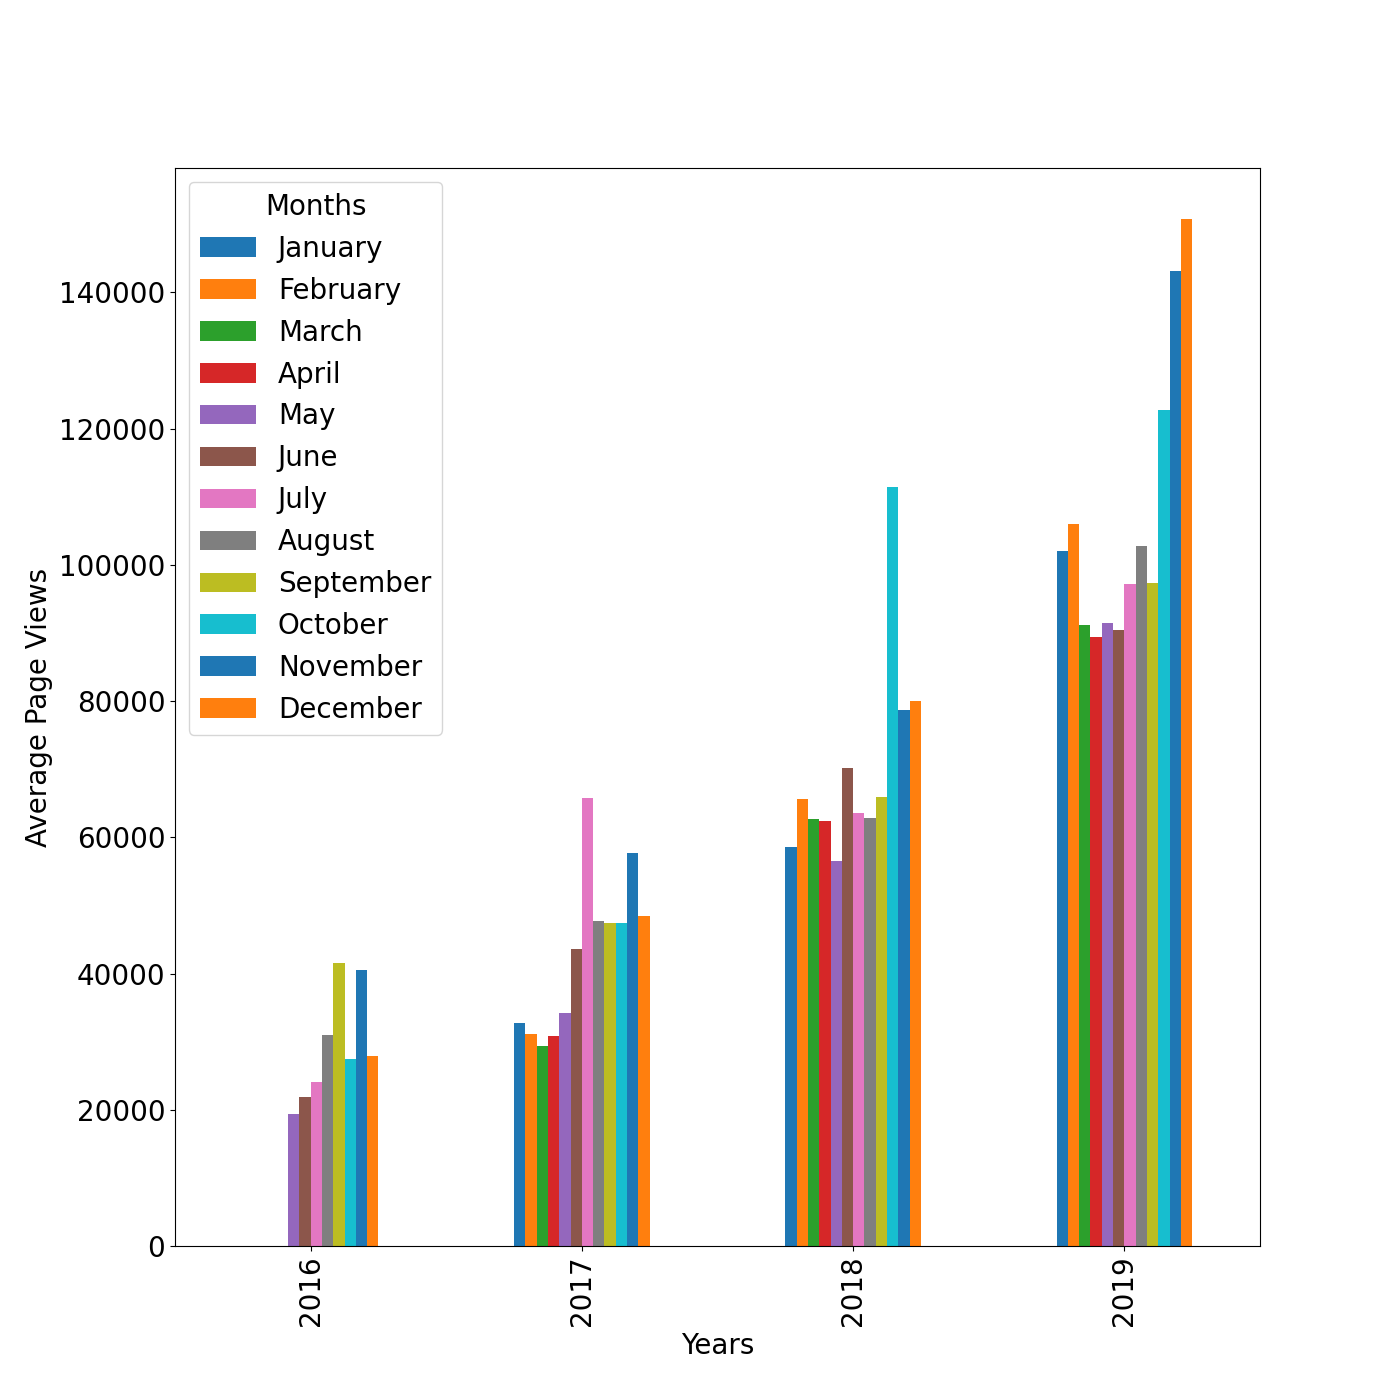 Months
January
February
March
April
May
June
July
August
September
October
November
December
Average Page Views
140000
120000
100000
80000
60000
40000
20000
0
2016
2017
2018
2019
Years